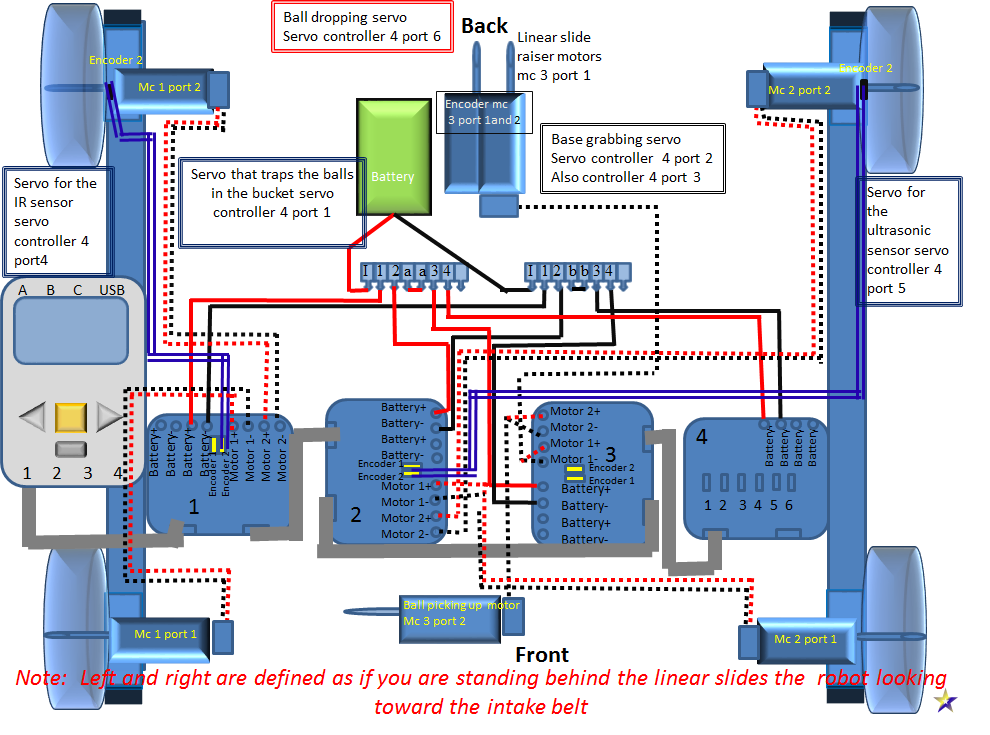 Ball dropping servo
Servo controller 4 port 6
Back
Linear slide
raiser motors
mc 3 port 1
Encoder 2
Mc 1 port 2
Encoder 2
Mc 2 port 2
Encoder mc
3 port 1and 2
Base grabbing servo
Servo controller 4 port 2
Also controller 4 port 3
Servo that traps the balls
in the bucket servo
controller 4 port 1
Battery
Servo for the
IR sensor
servo
controller 4
port4
Servo for
the
ultrasonic
sensor servo
controller 4
port 5
I 1 2 a a 3 4
I 1 2 b b 3 4
A B C USB
1 2 3 4
Battery+
Battery-
Battery+
Battery-
Encoder 1
Encoder 2
Motor 1+
Motor 1-
Motor 2+
Motor 2-
1
Battery+
Battery-
Battery+
Battery-
Encoder 1
Encoder 2
Motor 1+
Motor 1-
Motor 2+
Motor 2-
2
Motor 2+
Motor 2-
Motor 1+
Motor 1-
3
Encoder 2
Encoder 1
Battery+
Battery-
Battery+
Battery-
4
Battery+
Battery-
Battery+
Battery-
1 2 3 4 5 6
Ball picking up motor
Mc 3 port 2
Mc 1 port 1
Mc 2 port 1
Front
Note: Left and right are defined as if you are standing behind the linear slides the robot looking
toward the intake belt